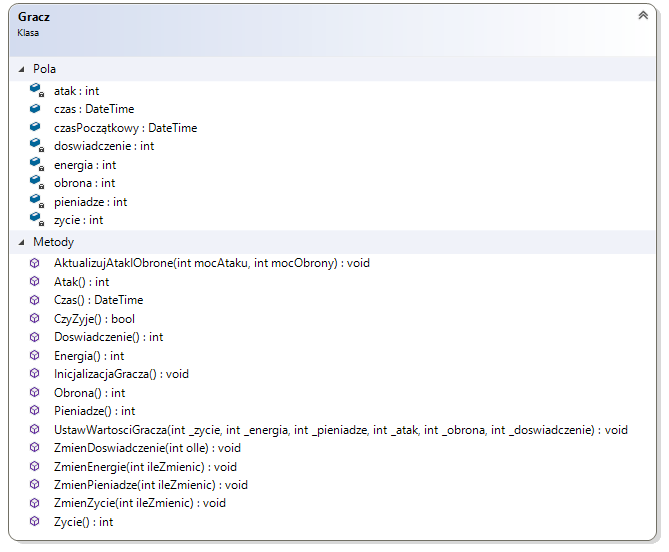 Gracz
Klasa
Pola
atak : int
czas : DateTime
czasPoczątkowy : DateTime
doswiadczenie : int
energia : int
obrona : int
pieniadze : int
zycie : int
Metody
AktualizujAtakIObrone(int mocAtaku, int mocObrony) : void
Atak() : int
Czas() : DateTime
CzyZyje() : bool
Doswiadczenie() : int
Energia() : int
InicjalizacjaGracza() : void
Obrona() : int
Pieniadze() : int
UstawWartosciGracza(int _zycie, int _energia, int _pieniadze, int _atak, int _obrona, int _doswiadczenie) : void
ZmienDoswiadczenie(int oIle) : void
ZmienEnergie(int ileZmienic) : void
ZmienPieniadze(int ileZmienic) : void
ZmienZycie(int ileZmienic) : void
Zycie() : int